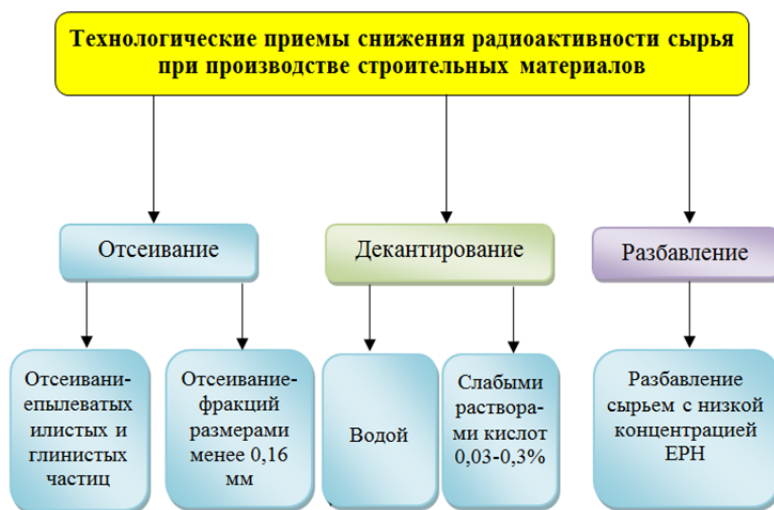 Технологические приемы снижения радиоактивности сырья
при производстве строительных материалов
Отсеивание
Декантирование
Разбавление
Отсеивани-
епылеватых
илистых и
глинистых
частиц
Отсеивание-
фракций
размерами
менее 0,16
мм
Водой
Слабыми
раствора-
ми кислот
0,03-0,3%
Разбавление
сырьем с низкой
концентрацией
ЕРН